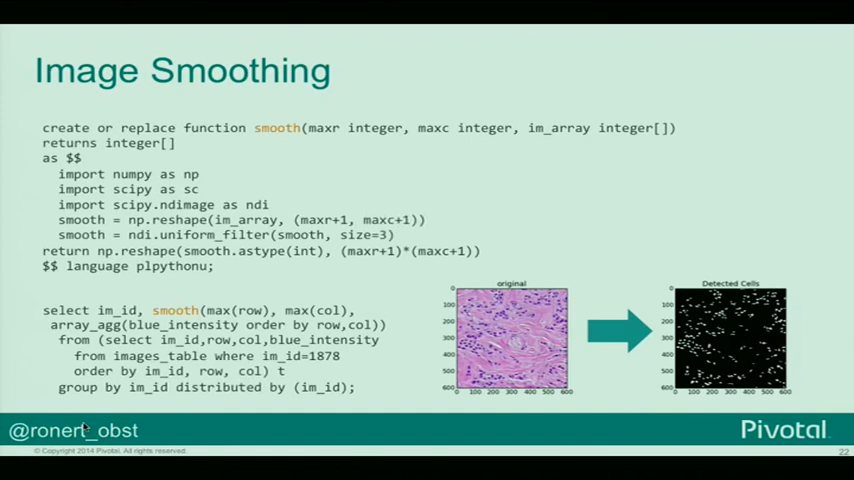 Image Smoothing
create or replace function smooth(maxr integer, maxc integer, im_array integer[])
returns integer[]
as $$
import numpy as np
import scipy as sc
import scipy.ndimage as ndi
smooth = np.reshape(im_array, (maxr+1, maxc+1))
smooth = ndi.uniform_filter(smooth, size=3)
return np.reshape(smooth.astype(int), (maxr+1)*(maxc+1))
$$ language plpythonu;
select im_id, smooth(max(row), max(col),
array_agg(blue_intensity order by row,col))
from (select im_id,row,col,blue_intensity
from images_table where im_id=1878
order by im_id, row, col) t
group by im_id distributed by (im_id);
original
0
100
200
300
400
500
600
0 100 200 300 400 500 600
Detected Cells
0
100
200
300
400
500
600
0 100 200 300 400 500 600
@ronert_obst
Pivotal
© Copyright 2014 Pivotal. All rights reserved.
22